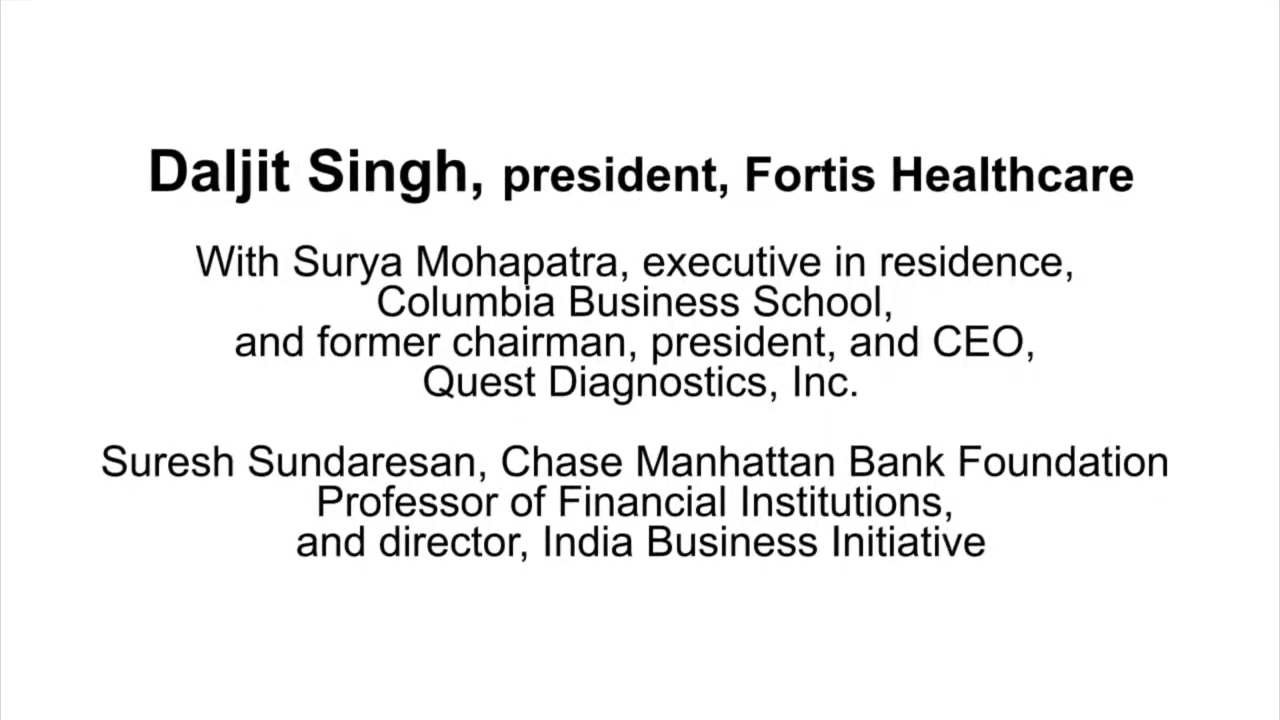 Daljit Singh, president, Fortis Healthcare
With Surya Mohapatra, executive in residence,
Columbia Business School,
and former chairman, president, and CEO,
Quest Diagnostics, Inc.
Suresh Sundaresan, Chase Manhattan Bank Foundation
Professor of Financial Institutions,
and director, India Business Initiative